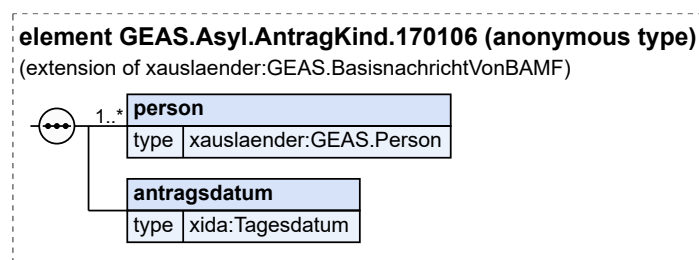 element GEAS.Asyl.AntragKind.170106 (anonymous type)
(extension of xauslaender:GEAS.BasisnachrichtVonBAMF)
1..* person
type xauslaender:GEAS.Person
antragsdatum
type xida:Tagesdatum